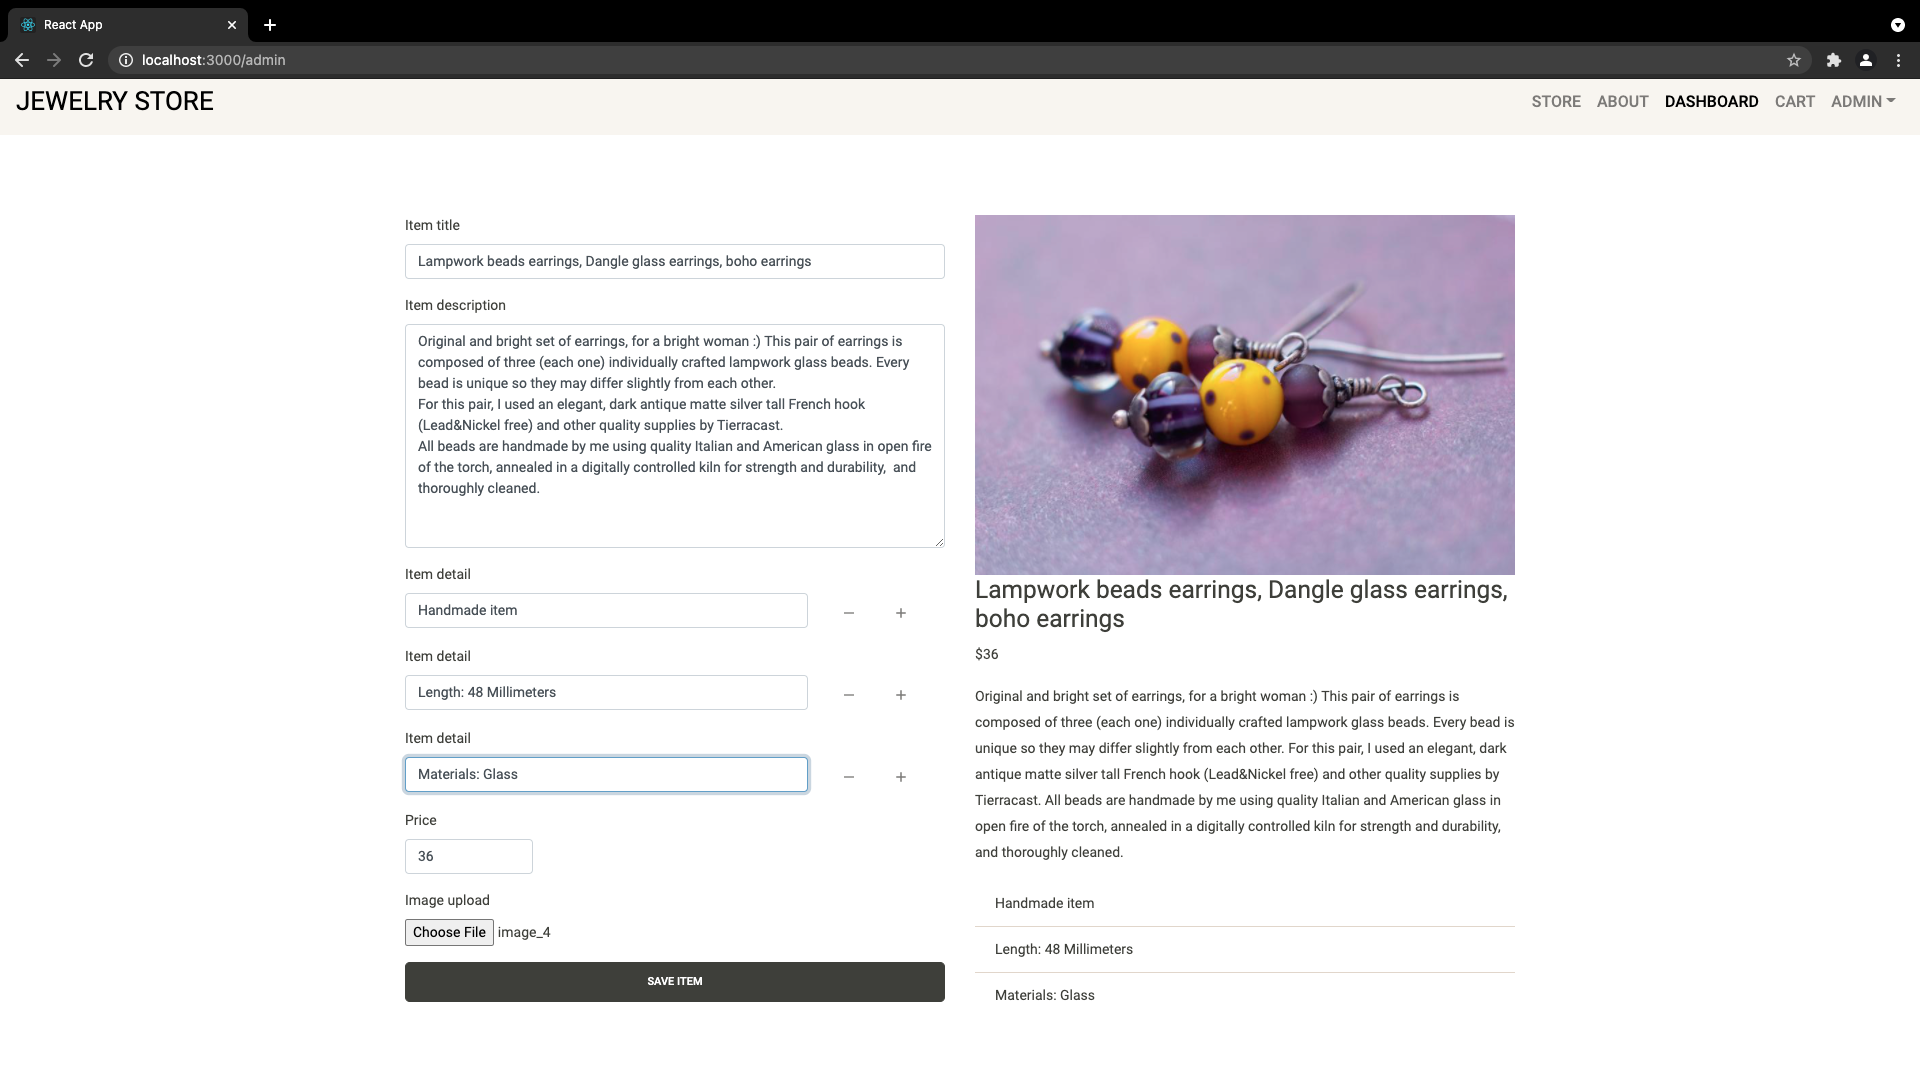 React App
localhost:3000/admin
JEWELRY STORE
STORE ABOUT DASHBOARD CART ADMIN
Item title
Lampwork beads earrings, Dangle glass earrings, boho earrings
Item description
Original and bright set of earrings, for a bright woman :) This pair of earrings is
composed of three (each one) individually crafted lampwork glass beads. Every
bead is unique so they may differ slightly from each other.
For this pair, I used an elegant, dark antique matte silver tall French hook
(Lead&Nickel free) and other quality supplies by Tierracast.
All beads are handmade by me using quality Italian and American glass in open fire
of the torch, annealed in a digitally controlled kiln for strength and durability,  and
thoroughly cleaned.
Item detail
Handmade item
Item detail
Length: 48 Millimeters
Item detail
Materials: Glass
Price
36
Image upload
Choose File image_4
SAVE ITEM
Lampwork beads earrings, Dangle glass earrings,
boho earrings
$36
Original and bright set of earrings, for a bright woman :) This pair of earrings is
composed of three (each one) individually crafted lampwork glass beads. Every bead is
unique so they may differ slightly from each other. For this pair, I used an elegant, dark
antique matte silver tall French hook (Lead&Nickel free) and other quality supplies by
Tierracast. All beads are handmade by me using quality Italian and American glass in
open fire of the torch, annealed in a digitally controlled kiln for strength and durability,
and thoroughly cleaned.
Handmade item
Length: 48 Millimeters
Materials: Glass